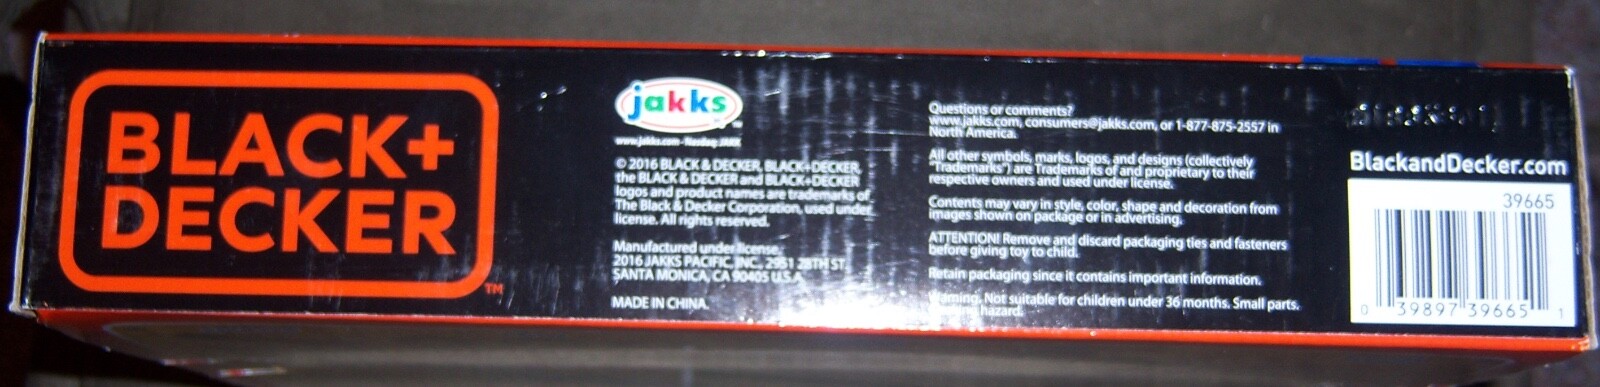 BLACK+
DECKER
TM
jakks
TM
www.jakks.com - Nasdaq: JAKK
© 2016 BLACK & DECKER, BLACK+DECKER,
the BLACK & DECKER and BLACK+DECKER
logos and product names are trademarks of
The Black & Decker Corporation, used under
license. All rights reserved.
Manufactured under license.
2016 JAKKS PACIFIC, INC., 2951 28TH ST.
SANTA MONICA, CA 90405 U.S.A.
MADE IN CHINA.
Questions or comments?
www.jakks.com, consumers@jakks.com, or 1-877-875-2557 in
North America.
All other symbols, marks, logos, and designs (collectively
"Trademarks") are Trademarks of and proprietary to their
respective owners and used under license.
Contents may vary in style, color, shape and decoration from
images shown on package or in advertising.
ATTENTION! Remove and discard packaging ties and fasteners
before giving toy to child.
Retain packaging since it contains important information.
Warning. Not suitable for children under 36 months. Small parts.
hazard.
BlackandDecker.com
39665
0 39897 39665 1